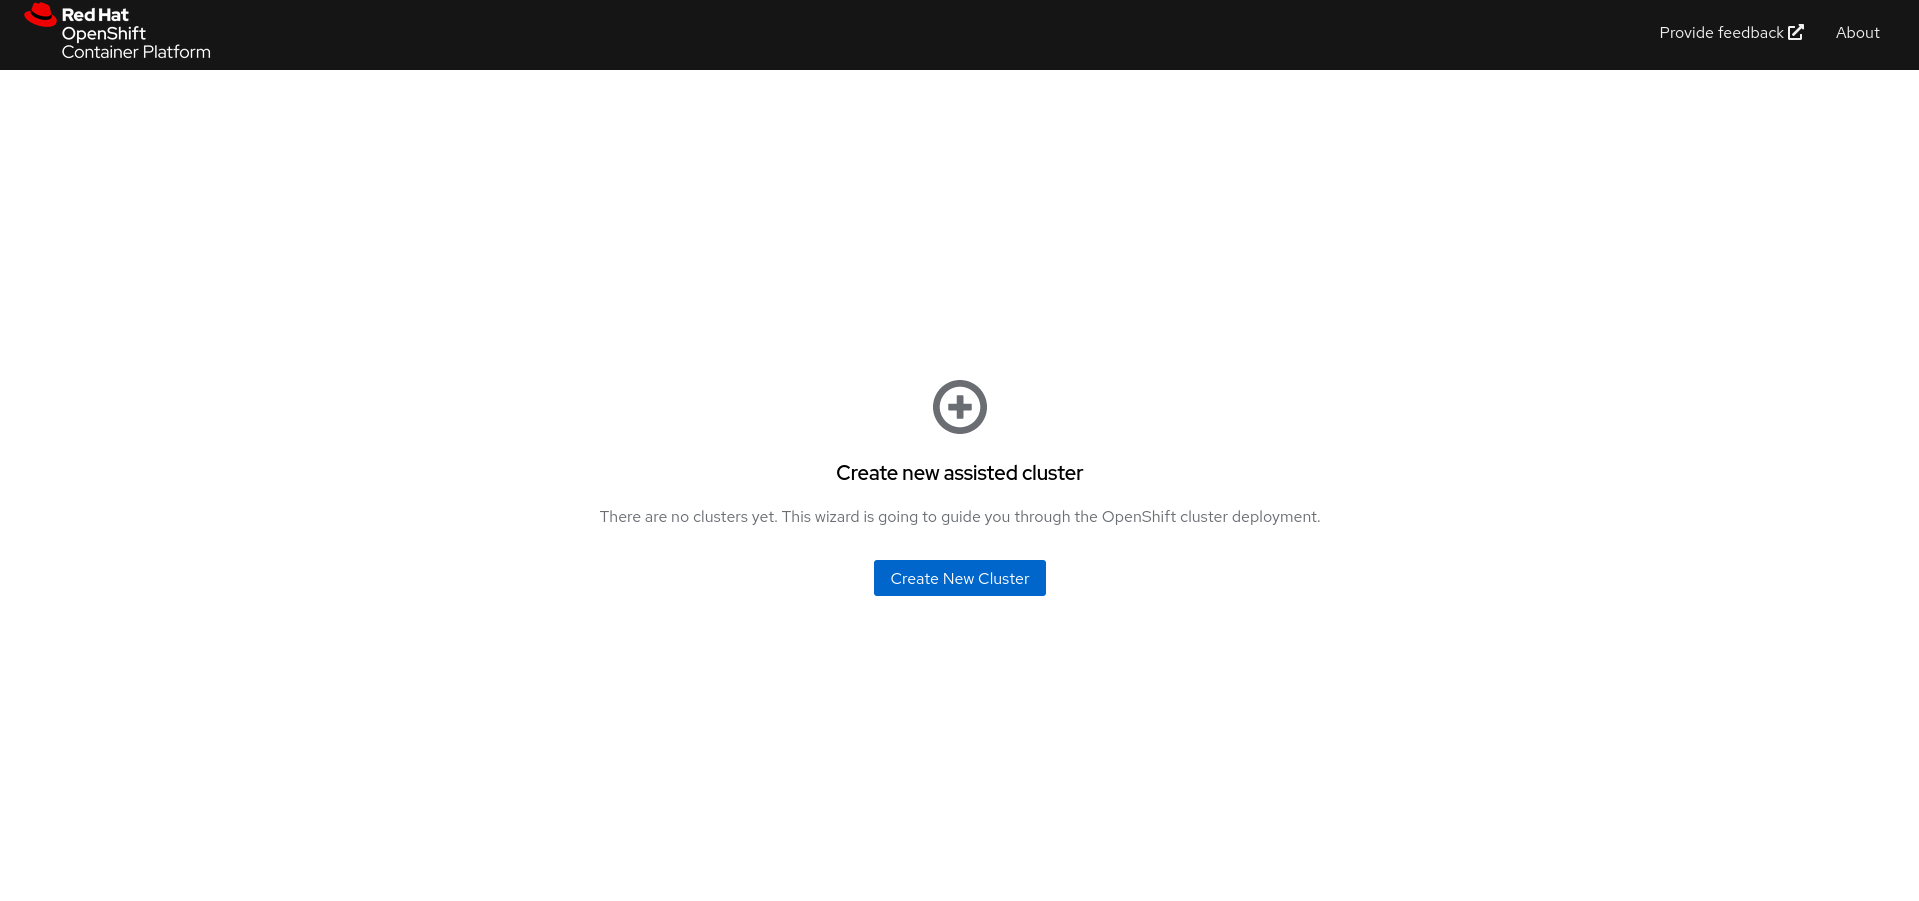 Red Hat
OpenShift
Container Platform
Provide feedback
About
Create new assisted cluster
There are no clusters yet. This wizard is going to guide you through the OpenShift cluster deployment.
Create New Cluster